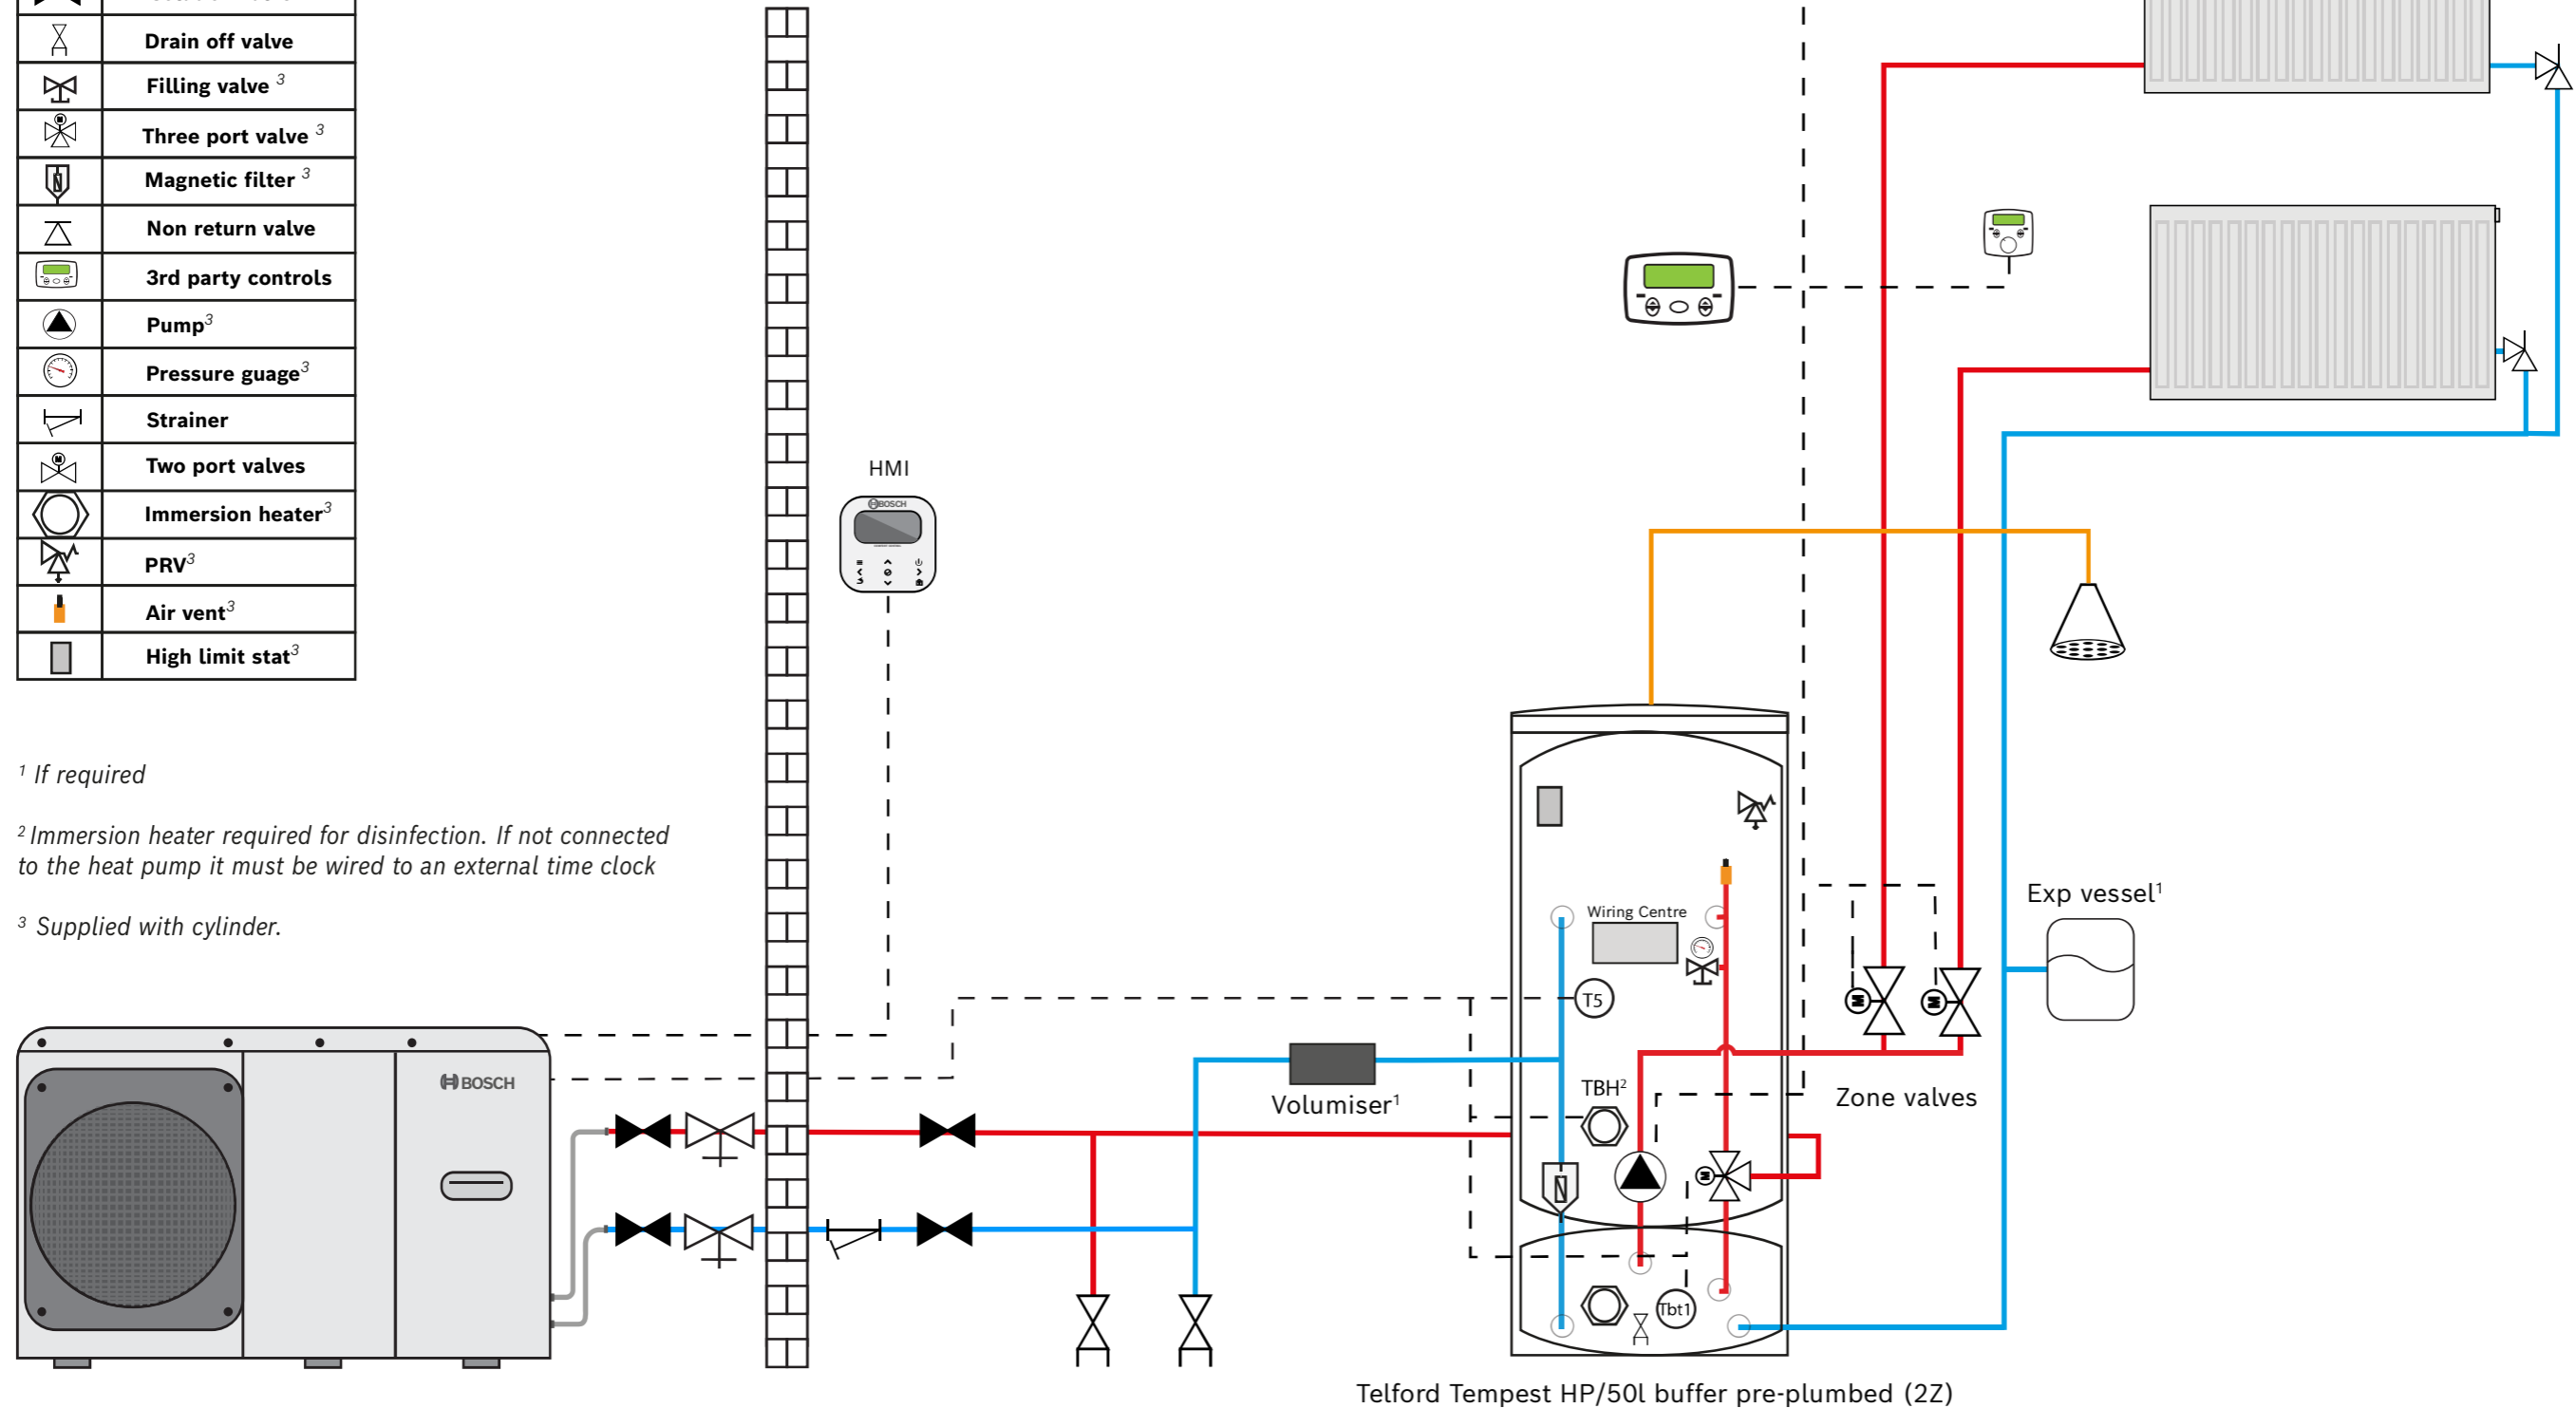 Drain off valve
Filling valve ³
Three port valve ³
Magnetic filter ³
Non return valve
3rd party controls
Pump³
Pressure guage³
Strainer
Two port valves
Immersion heater³
PRV³
Air vent³
High limit stat³
¹ If required
² Immersion heater required for disinfection. If not connected
to the heat pump it must be wired to an external time clock
³ Supplied with cylinder.
HMI
BOSCH
BOSCH
Volumiser¹
Wiring Centre
T5
TBH²
Tbt1
M
M
M
Zone valves
Exp vessel¹
Telford Tempest HP/50l buffer pre-plumbed (2Z)